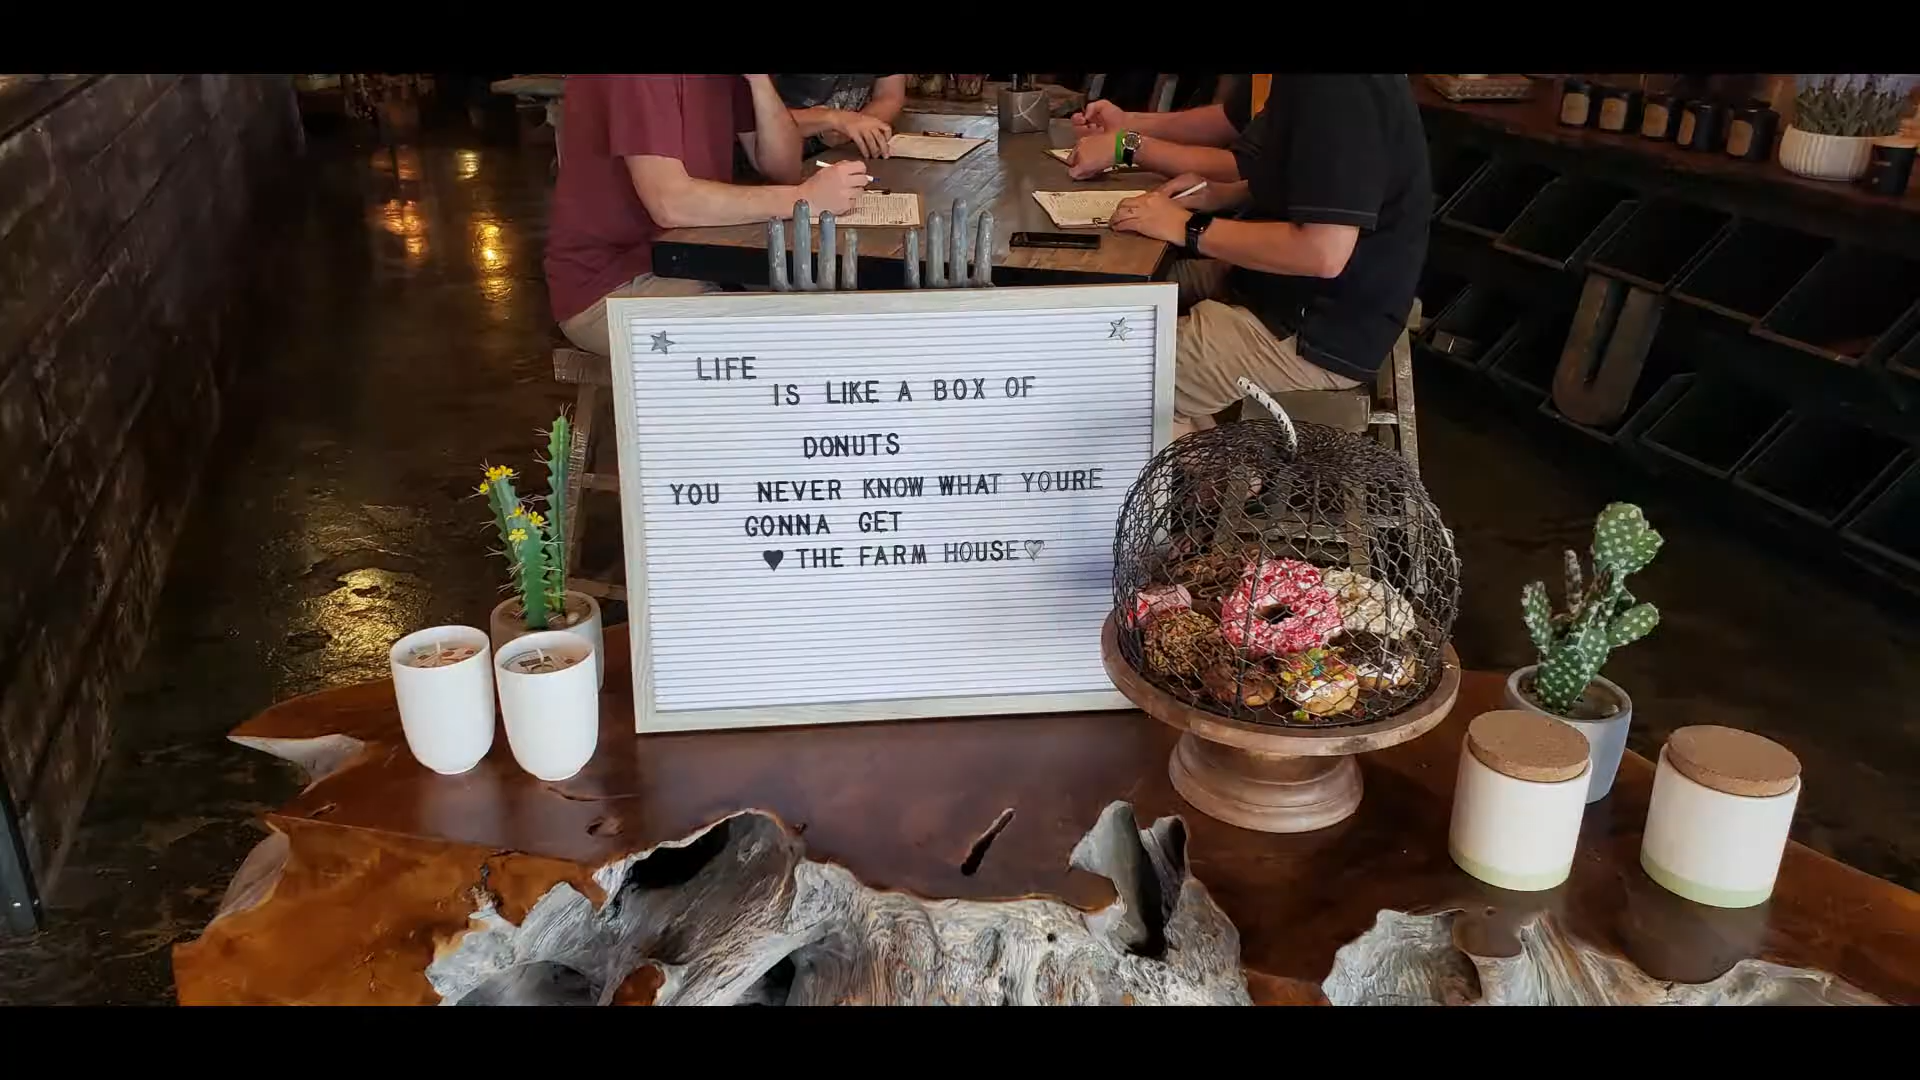 LIFE
IS LIKE A BOX OF
DONUTS
YOU NEVER KNOW WHAT YOURE
GONNA GET
♥ THE FARM HOUSE ♡